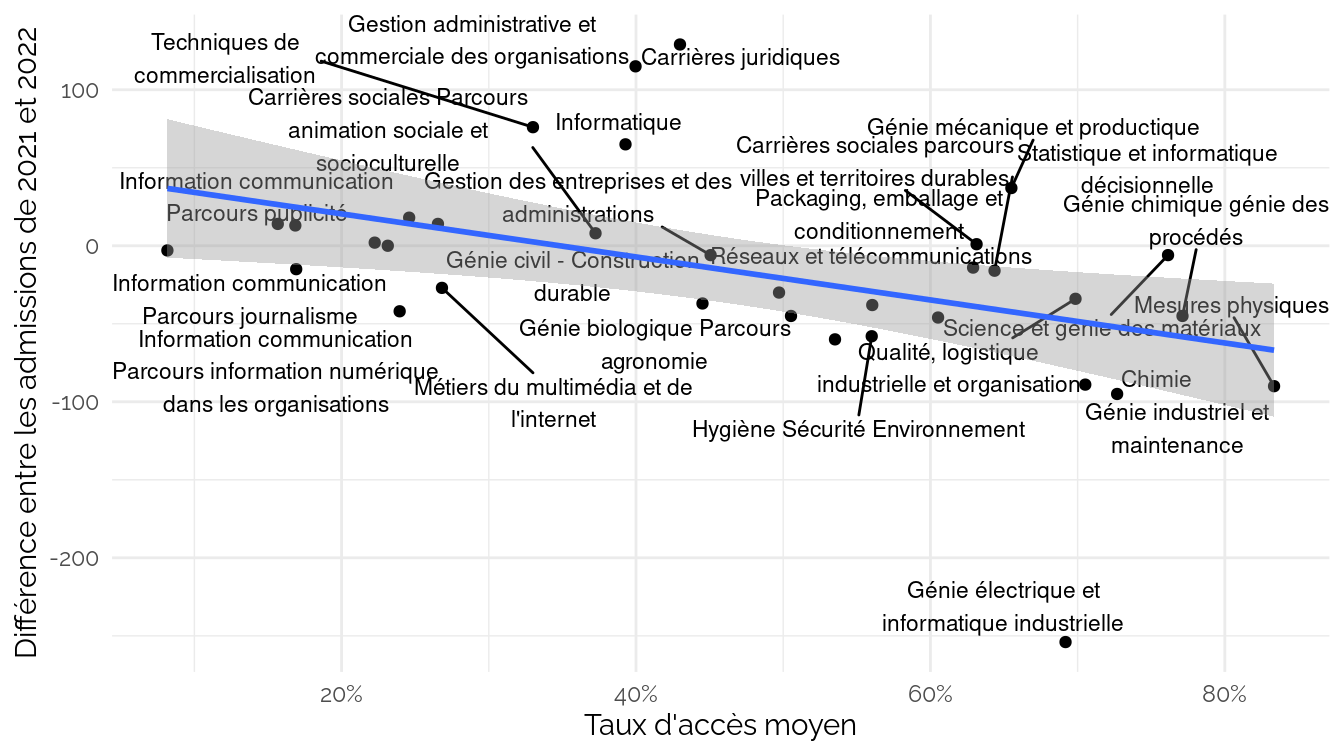 Différence entre les admissions de 2021 et 2022
100
0
-100
-200
Gestion administrative et
commerciale des organisations
Carrières juridiques
Techniques de
commercialisation
Carrières sociales Parcours
animation sociale et
socioculturelle
Informatique
Information communication
Parcours publicité
Gestion des entreprises et des
administrations
Génie mécanique et productique
Carrières sociales parcours
villes et territoires durables
Statistique et informatique
décisionnelle
Packaging, emballage et
conditionnement
Génie chimique génie des
procédés
Génie civil - Construction
durable
Réseaux et télécommunications
Information communication
Parcours journalisme
Information communication
Parcours information numérique
dans les organisations
Génie biologique Parcours
agronomie
Mesures physiques
Science et génie des matériaux
Qualité, logistique
industrielle et organisation
Métiers du multimédia et de
l'internet
Chimie
Génie industriel et
maintenance
Hygiène Sécurité Environnement
Génie électrique et
informatique industrielle
20%
40%
60%
80%
Taux d'accès moyen